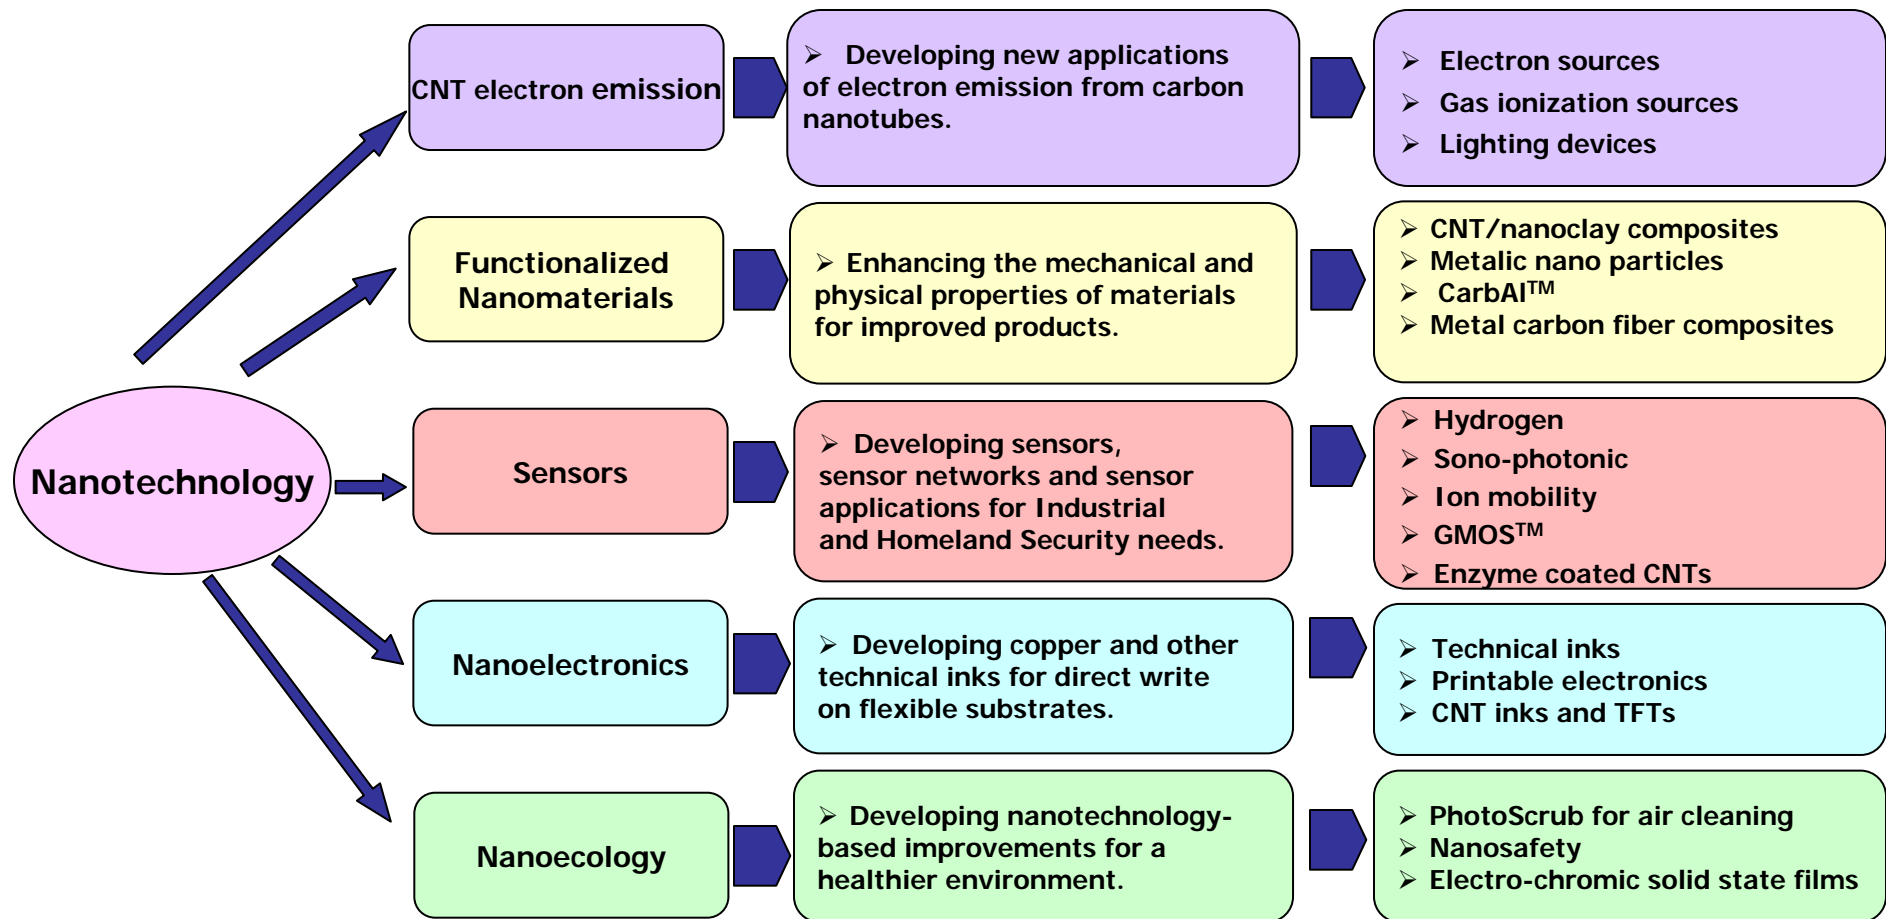 Nanotechnology
CNT electron emission
➢ Developing new applications
of electron emission from carbon
nanotubes.
➢ Electron sources
➢ Gas ionization sources
➢ Lighting devices
Functionalized
Nanomaterials
➢ Enhancing the mechanical and
physical properties of materials
for improved products.
➢ CNT/nanoclay composites
➢ Metalic nano particles
➢ CarbAl™
➢ Metal carbon fiber composites
Sensors
➢ Developing sensors,
sensor networks and sensor
applications for Industrial
and Homeland Security needs.
➢ Hydrogen
➢ Sono-photonic
➢ Ion mobility
➢ GMOS™
➢ Enzyme coated CNTs
Nanoelectronics
➢ Developing copper and other
technical inks for direct write
on flexible substrates.
➢ Technical inks
➢ Printable electronics
➢ CNT inks and TFTs
Nanoecology
➢ Developing nanotechnology-
based improvements for a
healthier environment.
➢ PhotoScrub for air cleaning
➢ Nanosafety
➢ Electro-chromic solid state films